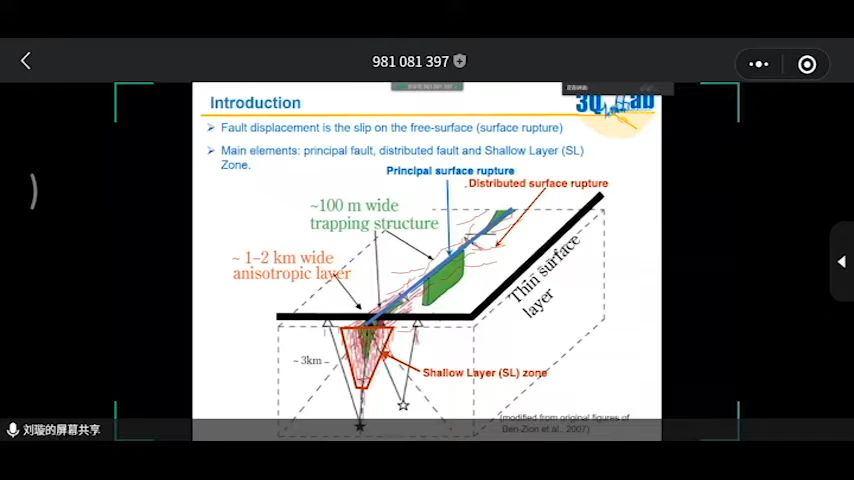 981 081 397
Introduction
3Q Lab
Fault displacement is the slip on the free-surface (surface rupture)
Main elements: principal fault, distributed fault and Shallow Layer (SL)
Zone.
Principal surface rupture
Distributed surface rupture
~100 m wide
trapping structure
~ 1–2 km wide
anisotropic layer
Thin surface
layer
~ 3km
Shallow Layer (SL) zone
(modified from original figures of
Ben-Zion et al., 2007)
刘璇的屏幕共享